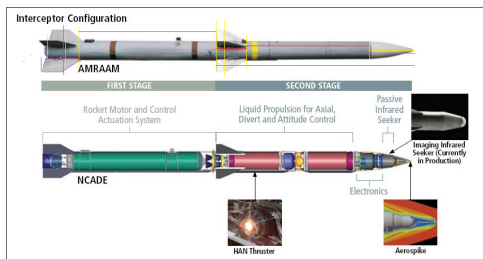 Interceptor Configuration
AMRAAM
FIRST STAGE
SECOND STAGE
Rocket Motor and Control
Actuation System
Liquid Propulsion for Axial,
Divert and Attitude Control
Passive
Infrared
Seeker
Imaging Infrared
Seeker (Currently
in Production)
NCADE
Electronics
HAN Thruster
Aerospike